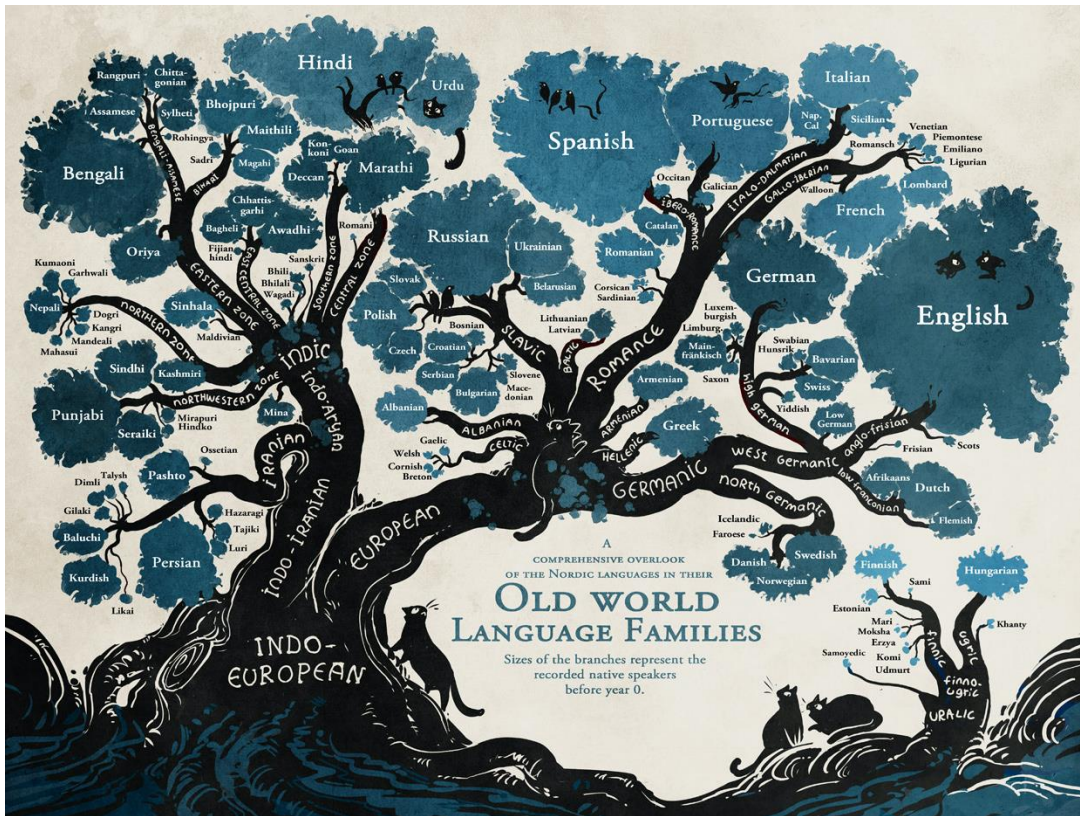 Hindi
Urdu
Rangpuri
Chitta-
gonian
Assamese
Sylheti
Bhojpuri
Maithili
Rohingya
Sadri
Magahi
Bengali
BENGALI-ASSAMESE
BIHARI
Kon-
koni
Goan
Deccan
Marathi
Oriya
EASTERN ZONE
Chhattis-
garhi
Bagheli
Awadhi
Fijian
hindi
EAST CENTRAL ZONE
Sanskrit
Bhili
Bhilali
Wagadi
Romani
SOUTHERN ZONE
CENTRAL ZONE
Kumaoni
Garhwali
Nepali
Dogri
Kangri
Mandeali
Mahasui
NORTHERN ZONE
Sinhala
Maldivian
INDIC
Sindhi
Kashmiri
Punjabi
NORTHWESTERN ZONE
Mirapuri
Hindko
Seraiki
Mina
INDO-ARYAN
IRANIAN
Ossetian
Pashto
Dimli
Talysh
Gilaki
Baluchi
Kurdish
Likai
Persian
Hazaragi
Tajiki
Luri
INDO-IRANIAN
EUROPEAN
INDO-
EUROPEAN
Spanish
Portuguese
Occitan
Galician
Catalan
IBERO-ROMANCE
Italian
Nap.
Cal
Sicilian
ITALO-DALMATIAN
GALLO-IBERIAN
Romansch
Venetian
Piemontese
Emiliano
Ligurian
Lombard
Walloon
French
Romanian
Corsican
Sardinian
ROMANCE
Russian
Ukrainian
Belarusian
Slovak
Polish
Czech
Bosnian
Croatian
Serbian
Bulgarian
Slovene
Mace-
donian
SLAVIC
Lithuanian
Latvian
BALTIC
Albanian
ALBANIAN
Gaelic
Welsh
Cornish
Breton
CELTIC
Armenian
ARMENIAN
Greek
HELLENIC
GERMANIC
German
Luxem-
burgish
Limburg.
Main-
fränkisch
Saxon
Swabian
Hunsrik
Bavarian
Swiss
Yiddish
Low
German
high german
WEST GERMANIC
anglo-frisian
English
Frisian
Scots
Afrikaans
Dutch
Flemish
low franconian
NORTH GERMANIC
Icelandic
Faroese
Danish
Swedish
Norwegian
A
COMPREHENSIVE OVERLOOK
OF THE NORDIC LANGUAGES IN THEIR
OLD WORLD
LANGUAGE FAMILIES
Sizes of the branches represent the
recorded native speakers
before year 0.
Finnish
Sami
Estonian
Mari
Moksha
Erzya
Komi
Udmurt
Samoyedic
Hungarian
Khanty
finnic
ugric
finno-
ugric
URALIC